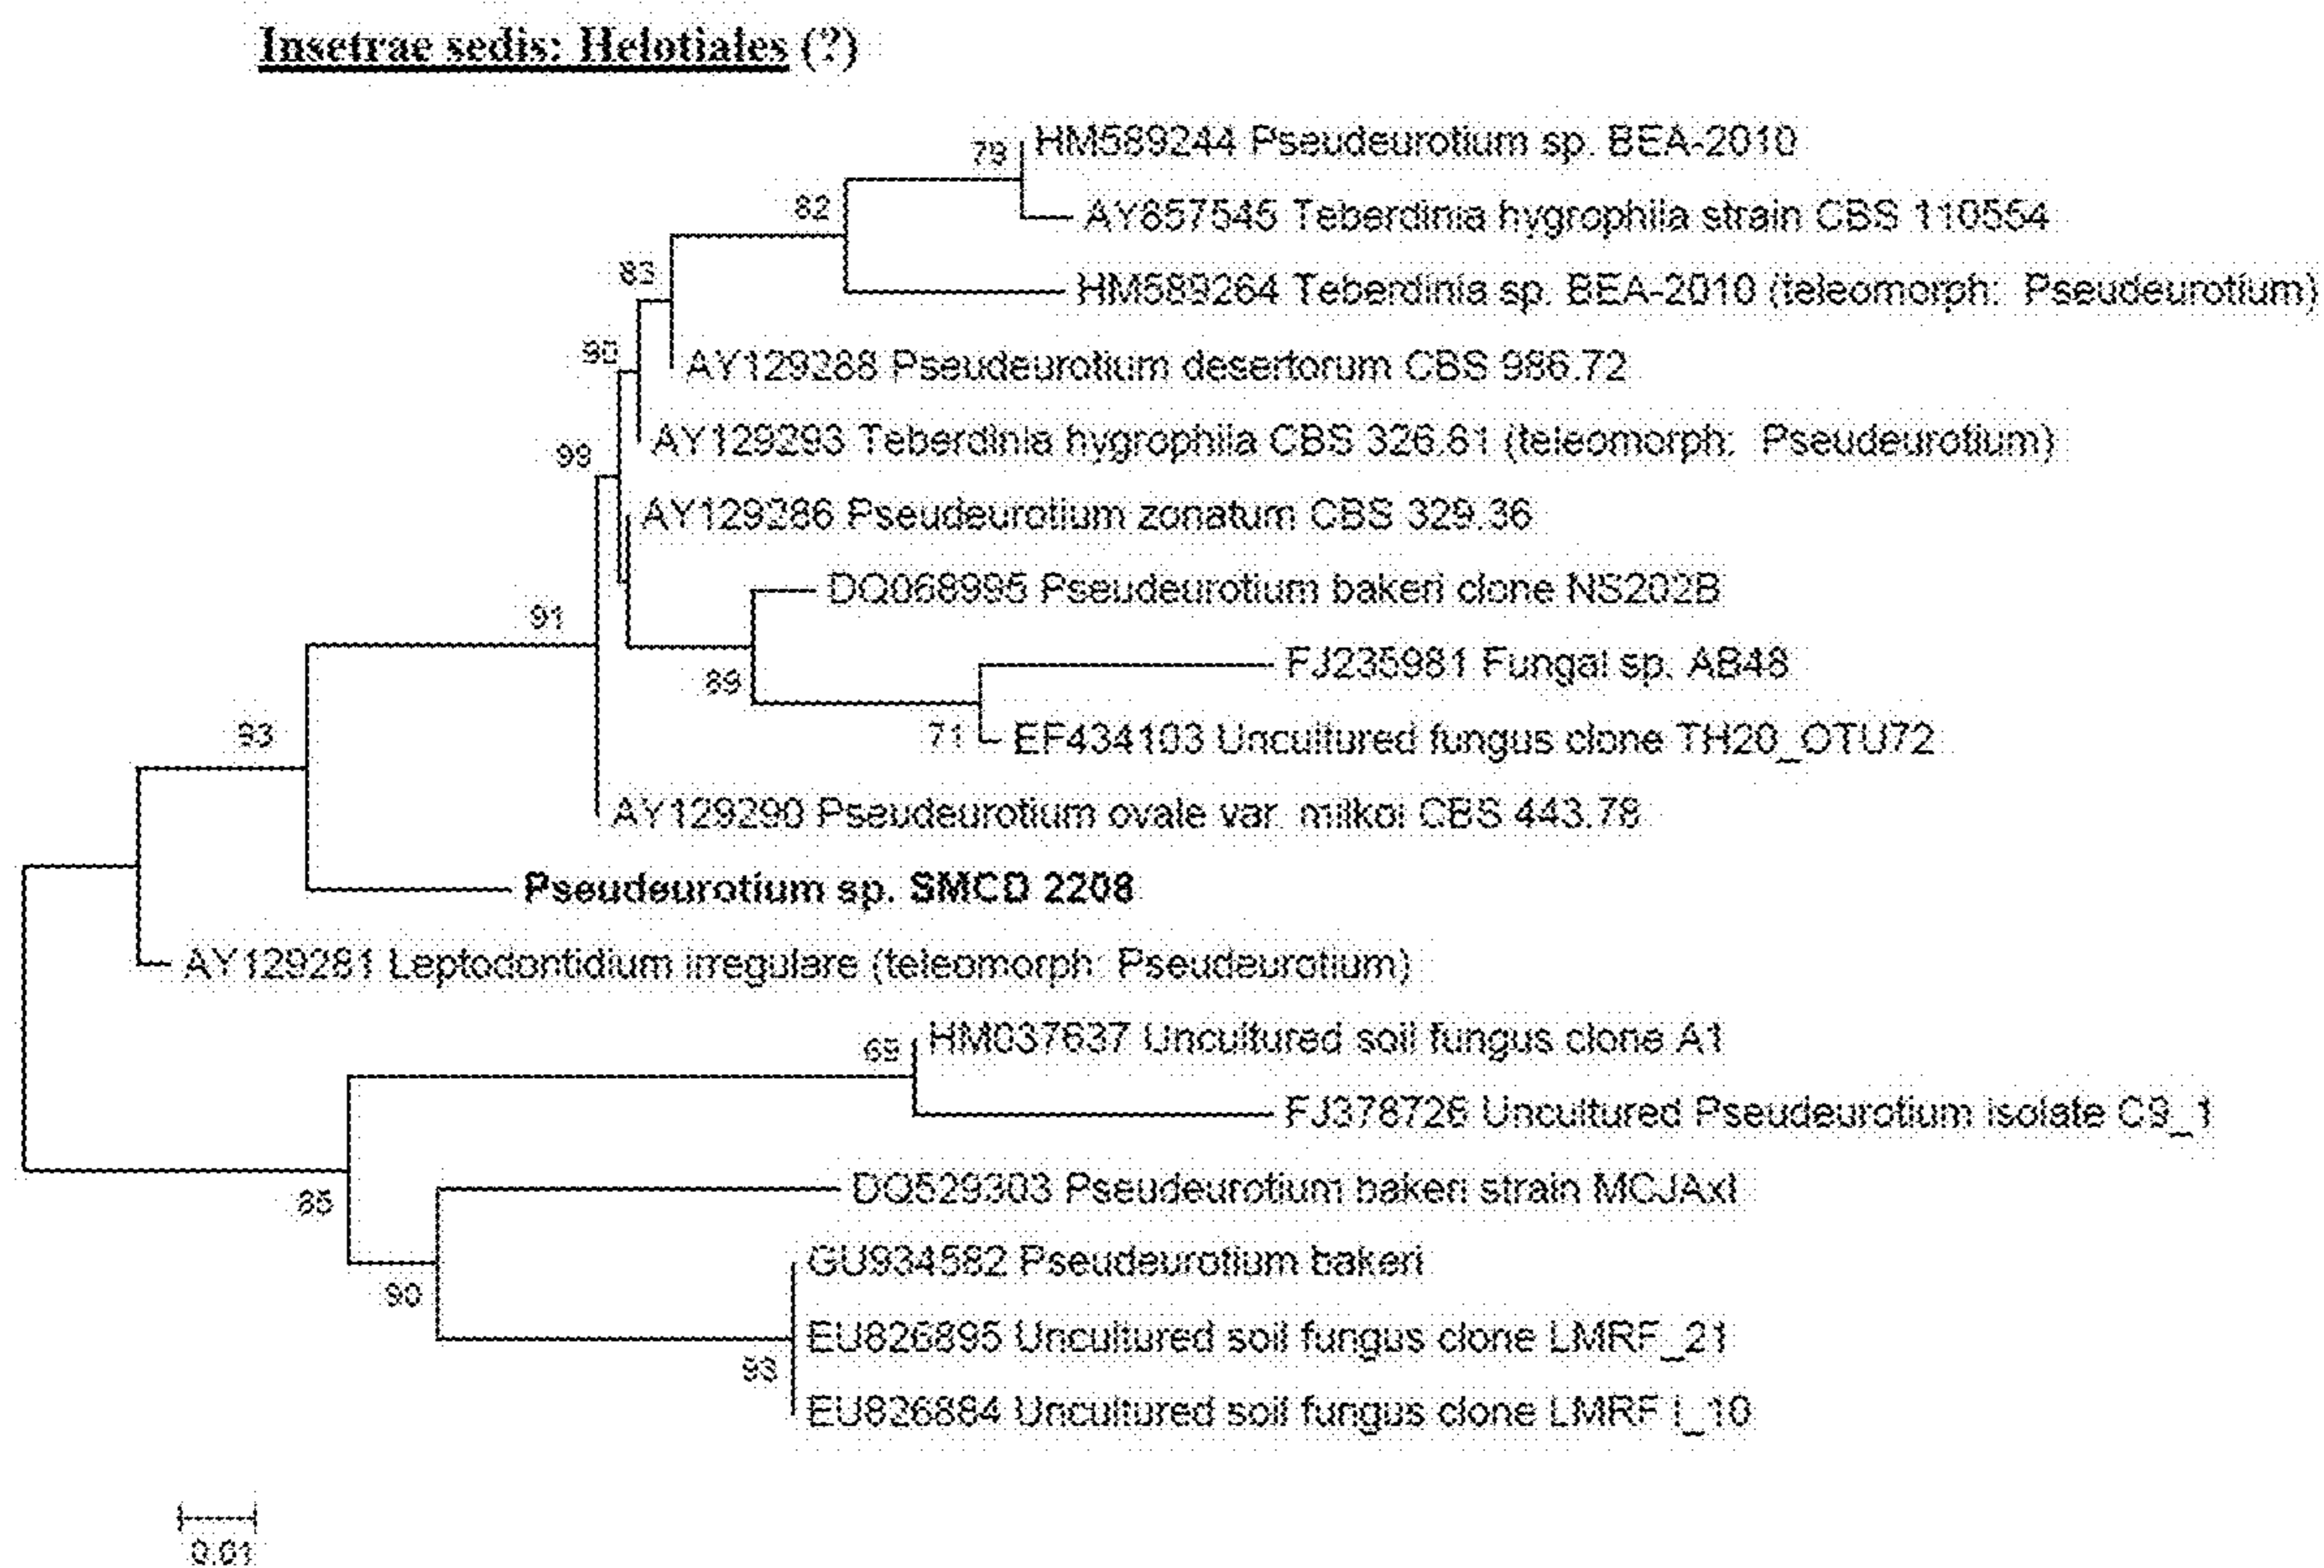 Insetrae sedis: Helotiales (?)
79
HM589244 Pseudeurotium sp. BEA-2010
82
AY857545 Teberdinia hygrophila strain CBS 110554
83
HM589264 Teberdinia sp. BEA-2010 (teleomorph: Pseudeurotium)
90
AY129288 Pseudeurotium desertorum CBS 986.72
99
AY129293 Teberdinia hygrophila CBS 326.81 (teleomorph: Pseudeurotium)
AY129286 Pseudeurotium zonatum CBS 329.36
91
DQ068995 Pseudeurotium bakeri clone NS202B
89
FJ235981 Fungal sp. AB48
93
71
EF434103 Uncultured fungus clone TH20_OTU72
AY129290 Pseudeurotium ovale var. milkoi CBS 443.78
Pseudeurotium sp. SMCD 2208
AY129281 Leptodontidium irregulare (teleomorph: Pseudeurotium)
69
HM037637 Uncultured soil fungus clone A1
FJ378726 Uncultured Pseudeurotium isolate C9_1
85
DQ529303 Pseudeurotium bakeri strain MCJAxI
90
GU934582 Pseudeurotium bakeri
EU826895 Uncultured soil fungus clone LMRF_21
93
EU826884 Uncultured soil fungus clone LMRF I_10
0.01